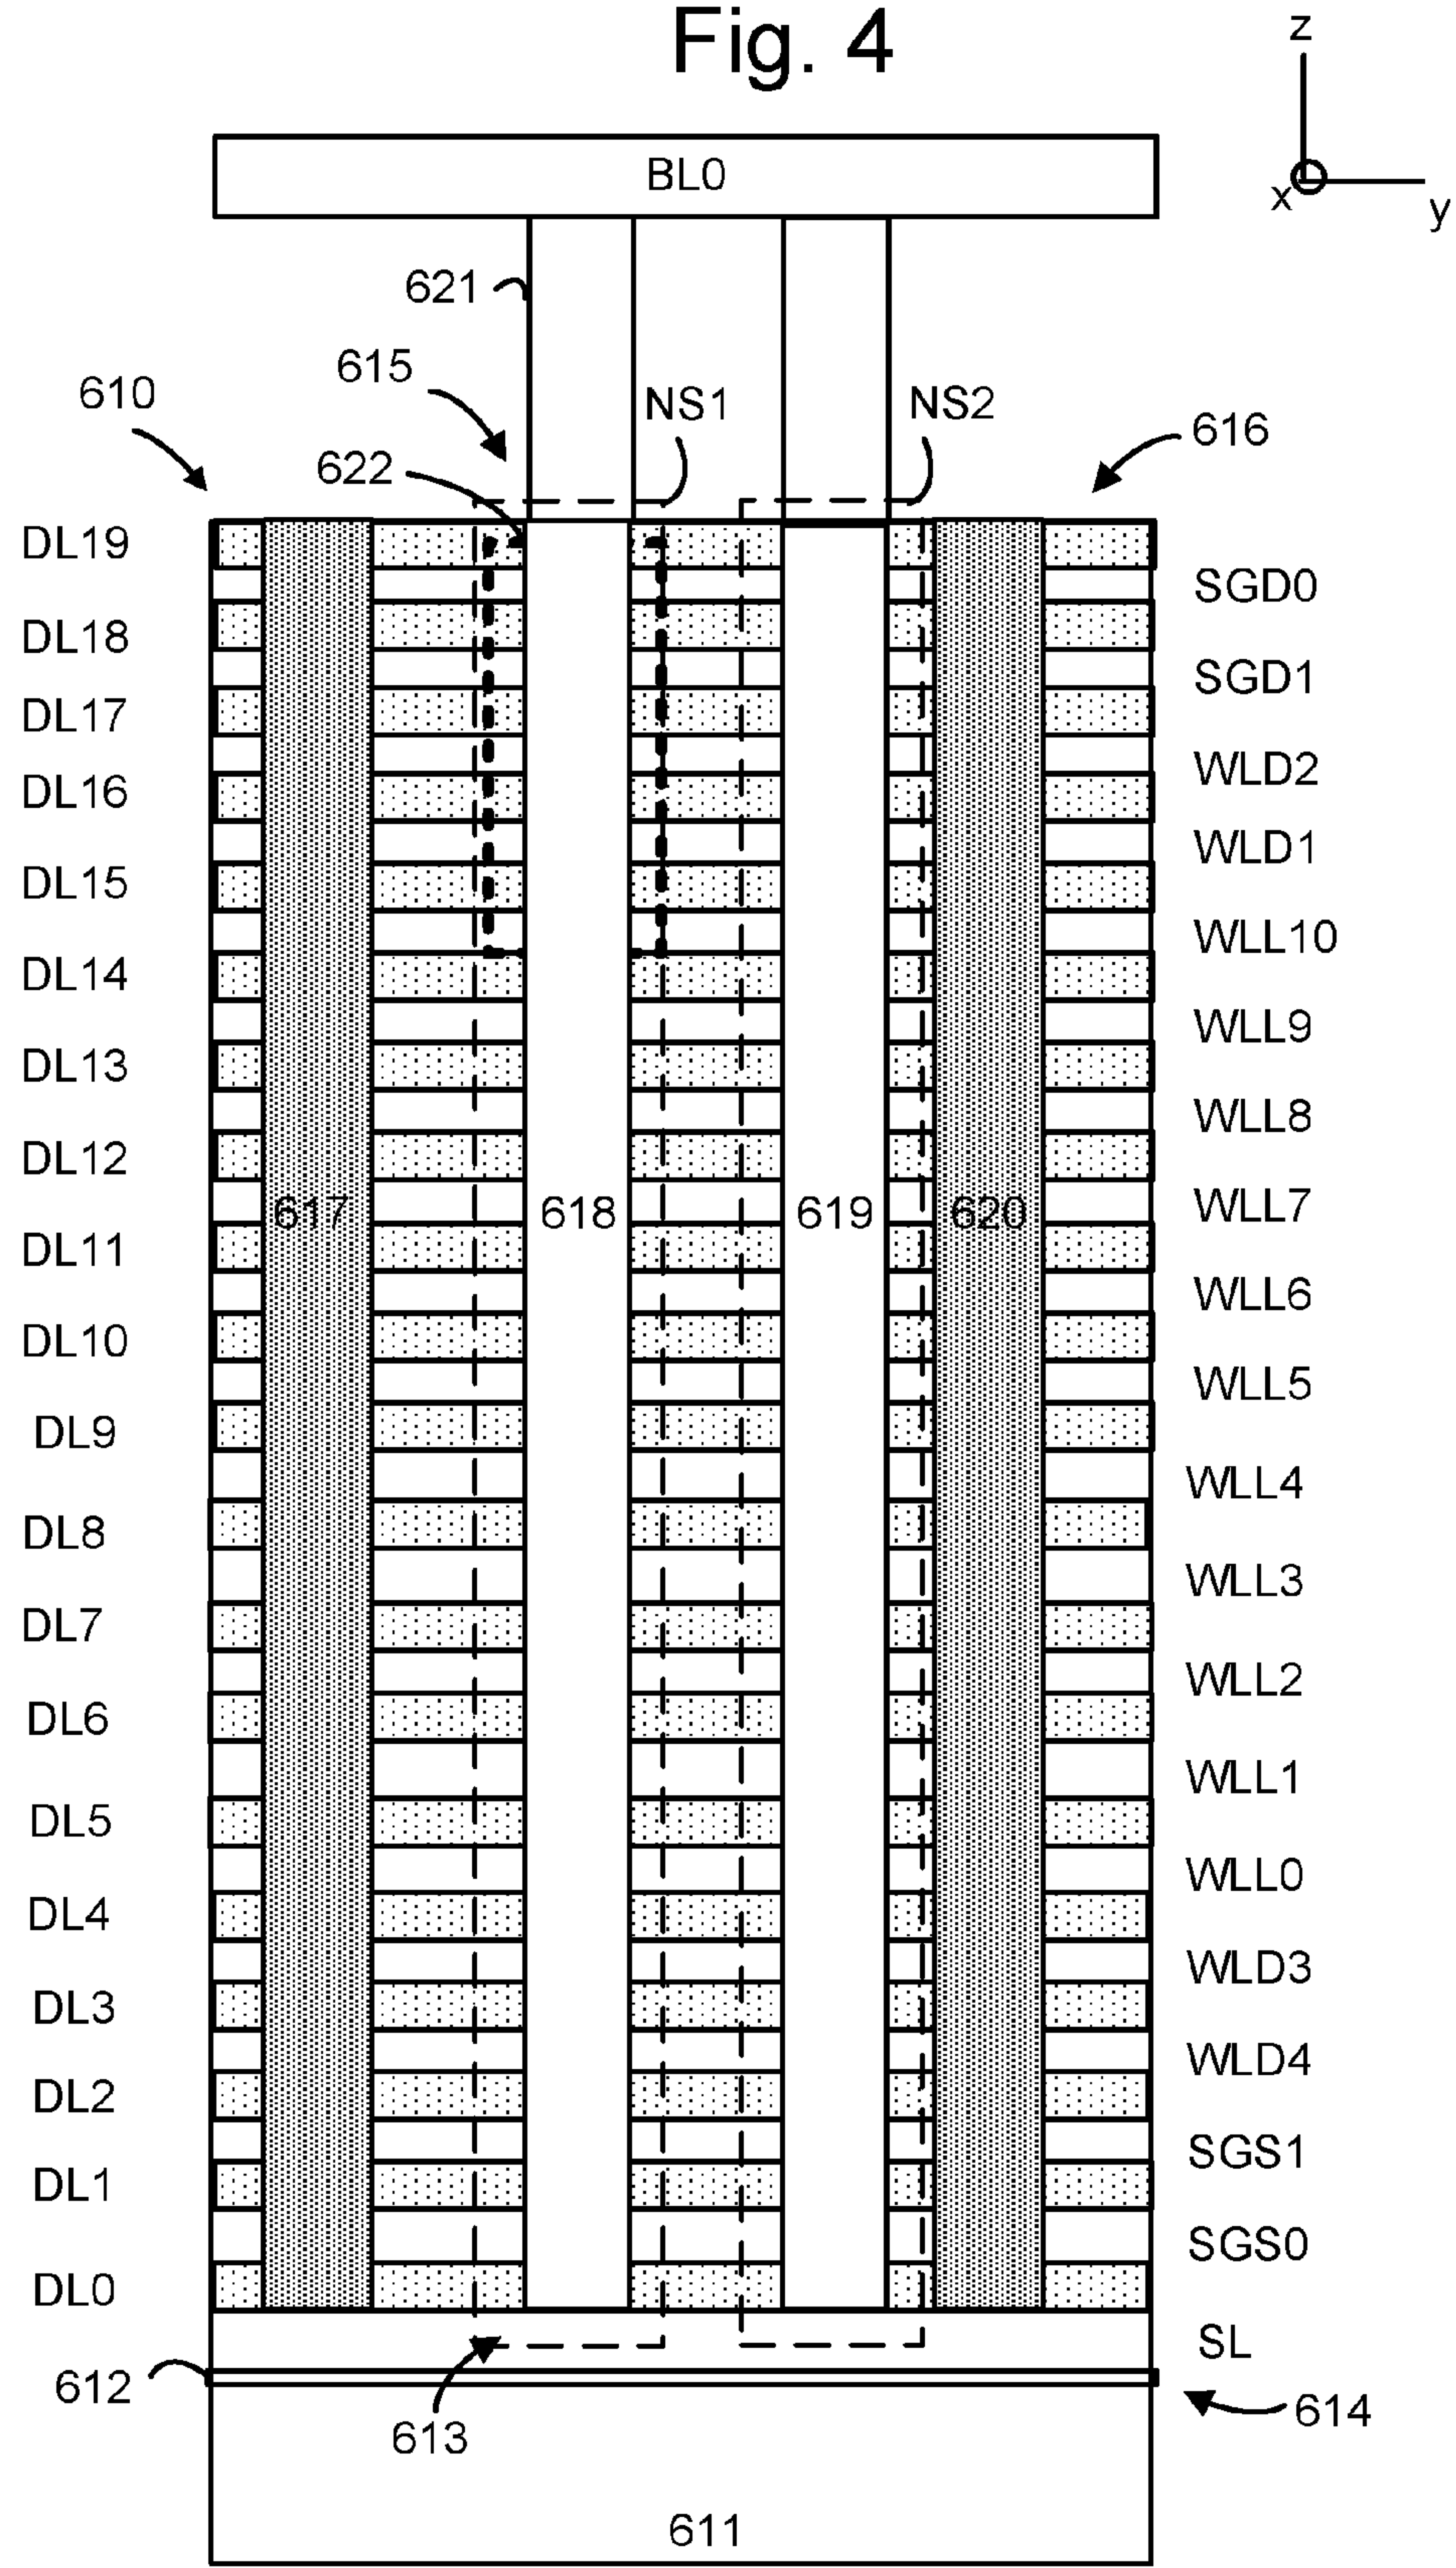 Fig. 4
z
x
y
BL0
621
615
NS1
NS2
610
616
622
DL19
SGD0
DL18
SGD1
DL17
WLD2
DL16
WLD1
DL15
WLL10
DL14
WLL9
DL13
WLL8
DL12
WLL7
617
618
619
620
DL11
WLL6
DL10
WLL5
DL9
WLL4
DL8
WLL3
DL7
WLL2
DL6
WLL1
DL5
WLL0
DL4
WLD3
DL3
WLD4
DL2
SGS1
DL1
SGS0
DL0
SL
612
614
613
611